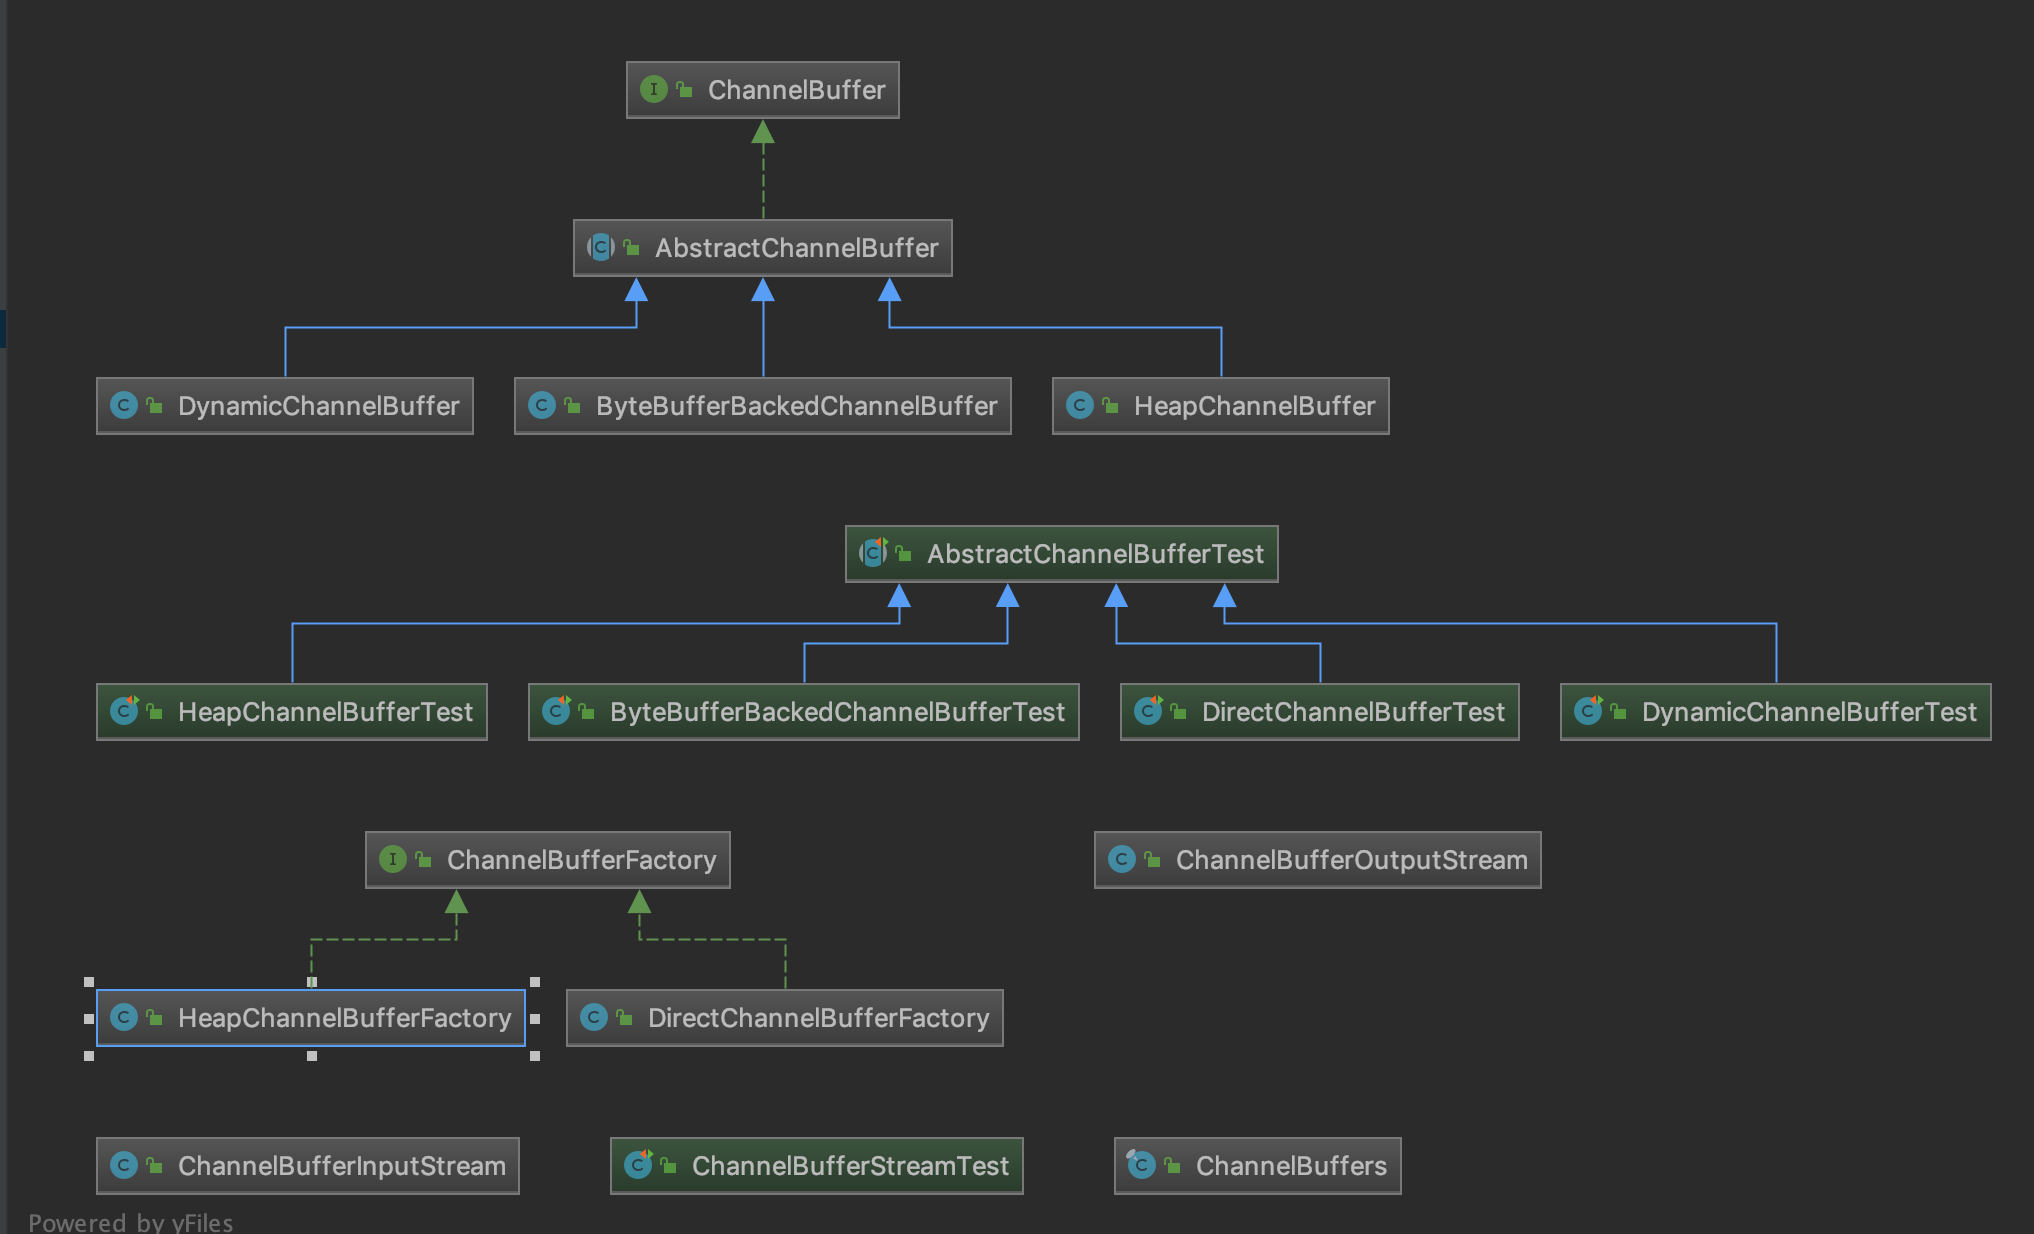 ChannelBuffer
AbstractChannelBuffer
DynamicChannelBuffer
ByteBufferBackedChannelBuffer
HeapChannelBuffer
AbstractChannelBufferTest
HeapChannelBufferTest
ByteBufferBackedChannelBufferTest
DirectChannelBufferTest
DynamicChannelBufferTest
ChannelBufferFactory
ChannelBufferOutputStream
HeapChannelBufferFactory
DirectChannelBufferFactory
ChannelBufferInputStream
ChannelBufferStreamTest
ChannelBuffers
Powered by yFiles